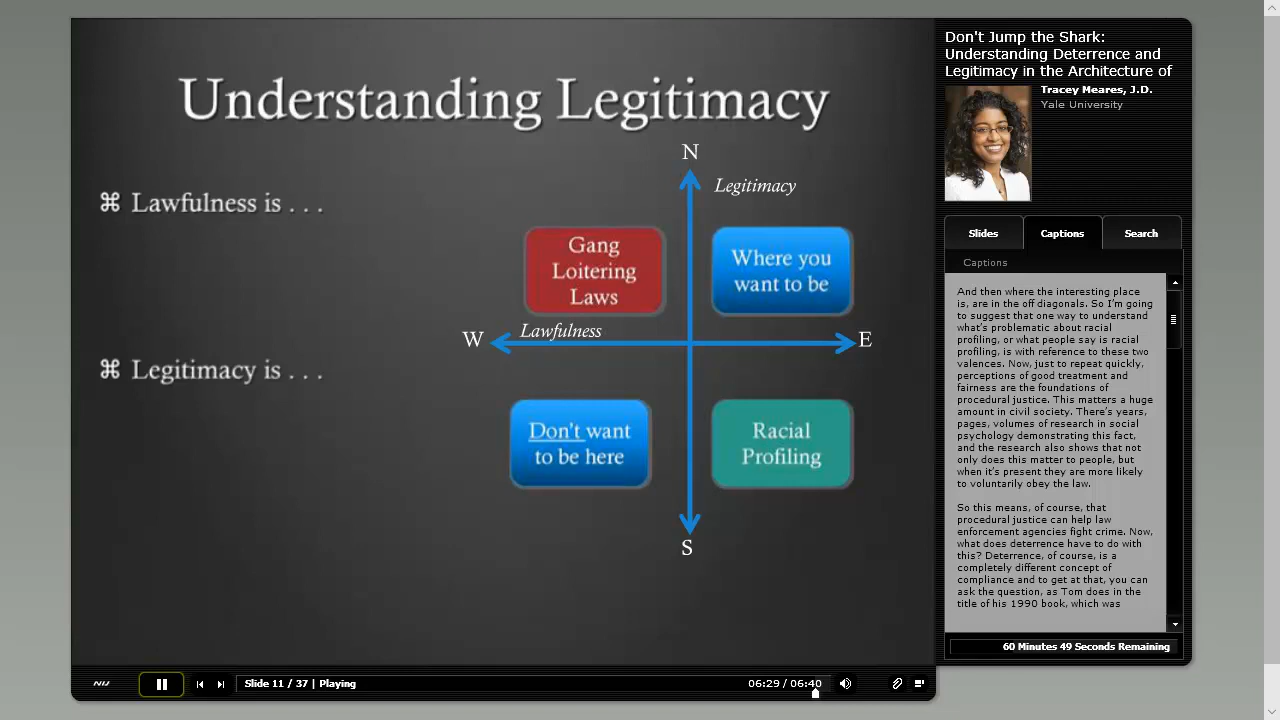 Understanding Legitimacy
⌘ Lawfulness is . . .
⌘ Legitimacy is . . .
N
Legitimacy
Gang
Loitering
Laws
Where you
want to be
W
Lawfulness
E
Don't want
to be here
Racial
Profiling
S
Don't Jump the Shark:
Understanding Deterrence and
Legitimacy in the Architecture of
Tracey Meares, J.D.
Yale University
Slides
Captions
Search
Captions
And then where the interesting place
is, are in the off diagonals. So I'm going
to suggest that one way to understand
what's problematic about racial
profiling, or what people say is racial
profiling, is with reference to these two
valences. Now, just to repeat quickly,
perceptions of good treatment and
fairness are the foundations of
procedural justice. This matters a huge
amount in civil society. There's years,
pages, volumes of research in social
psychology demonstrating this fact,
and the research also shows that not
only does this matter to people, but
when it's present they are more likely
to voluntarily obey the law.
So this means, of course, that
procedural justice can help law
enforcement agencies fight crime. Now,
what does deterrence have to do with
this? Deterrence, of course, is a
completely different concept of
compliance and to get at that, you can
ask the question, as Tom does in the
title of his 1990 book, which was
60 Minutes 49 Seconds Remaining
Slide 11 / 37 | Playing
06:29 / 06:40